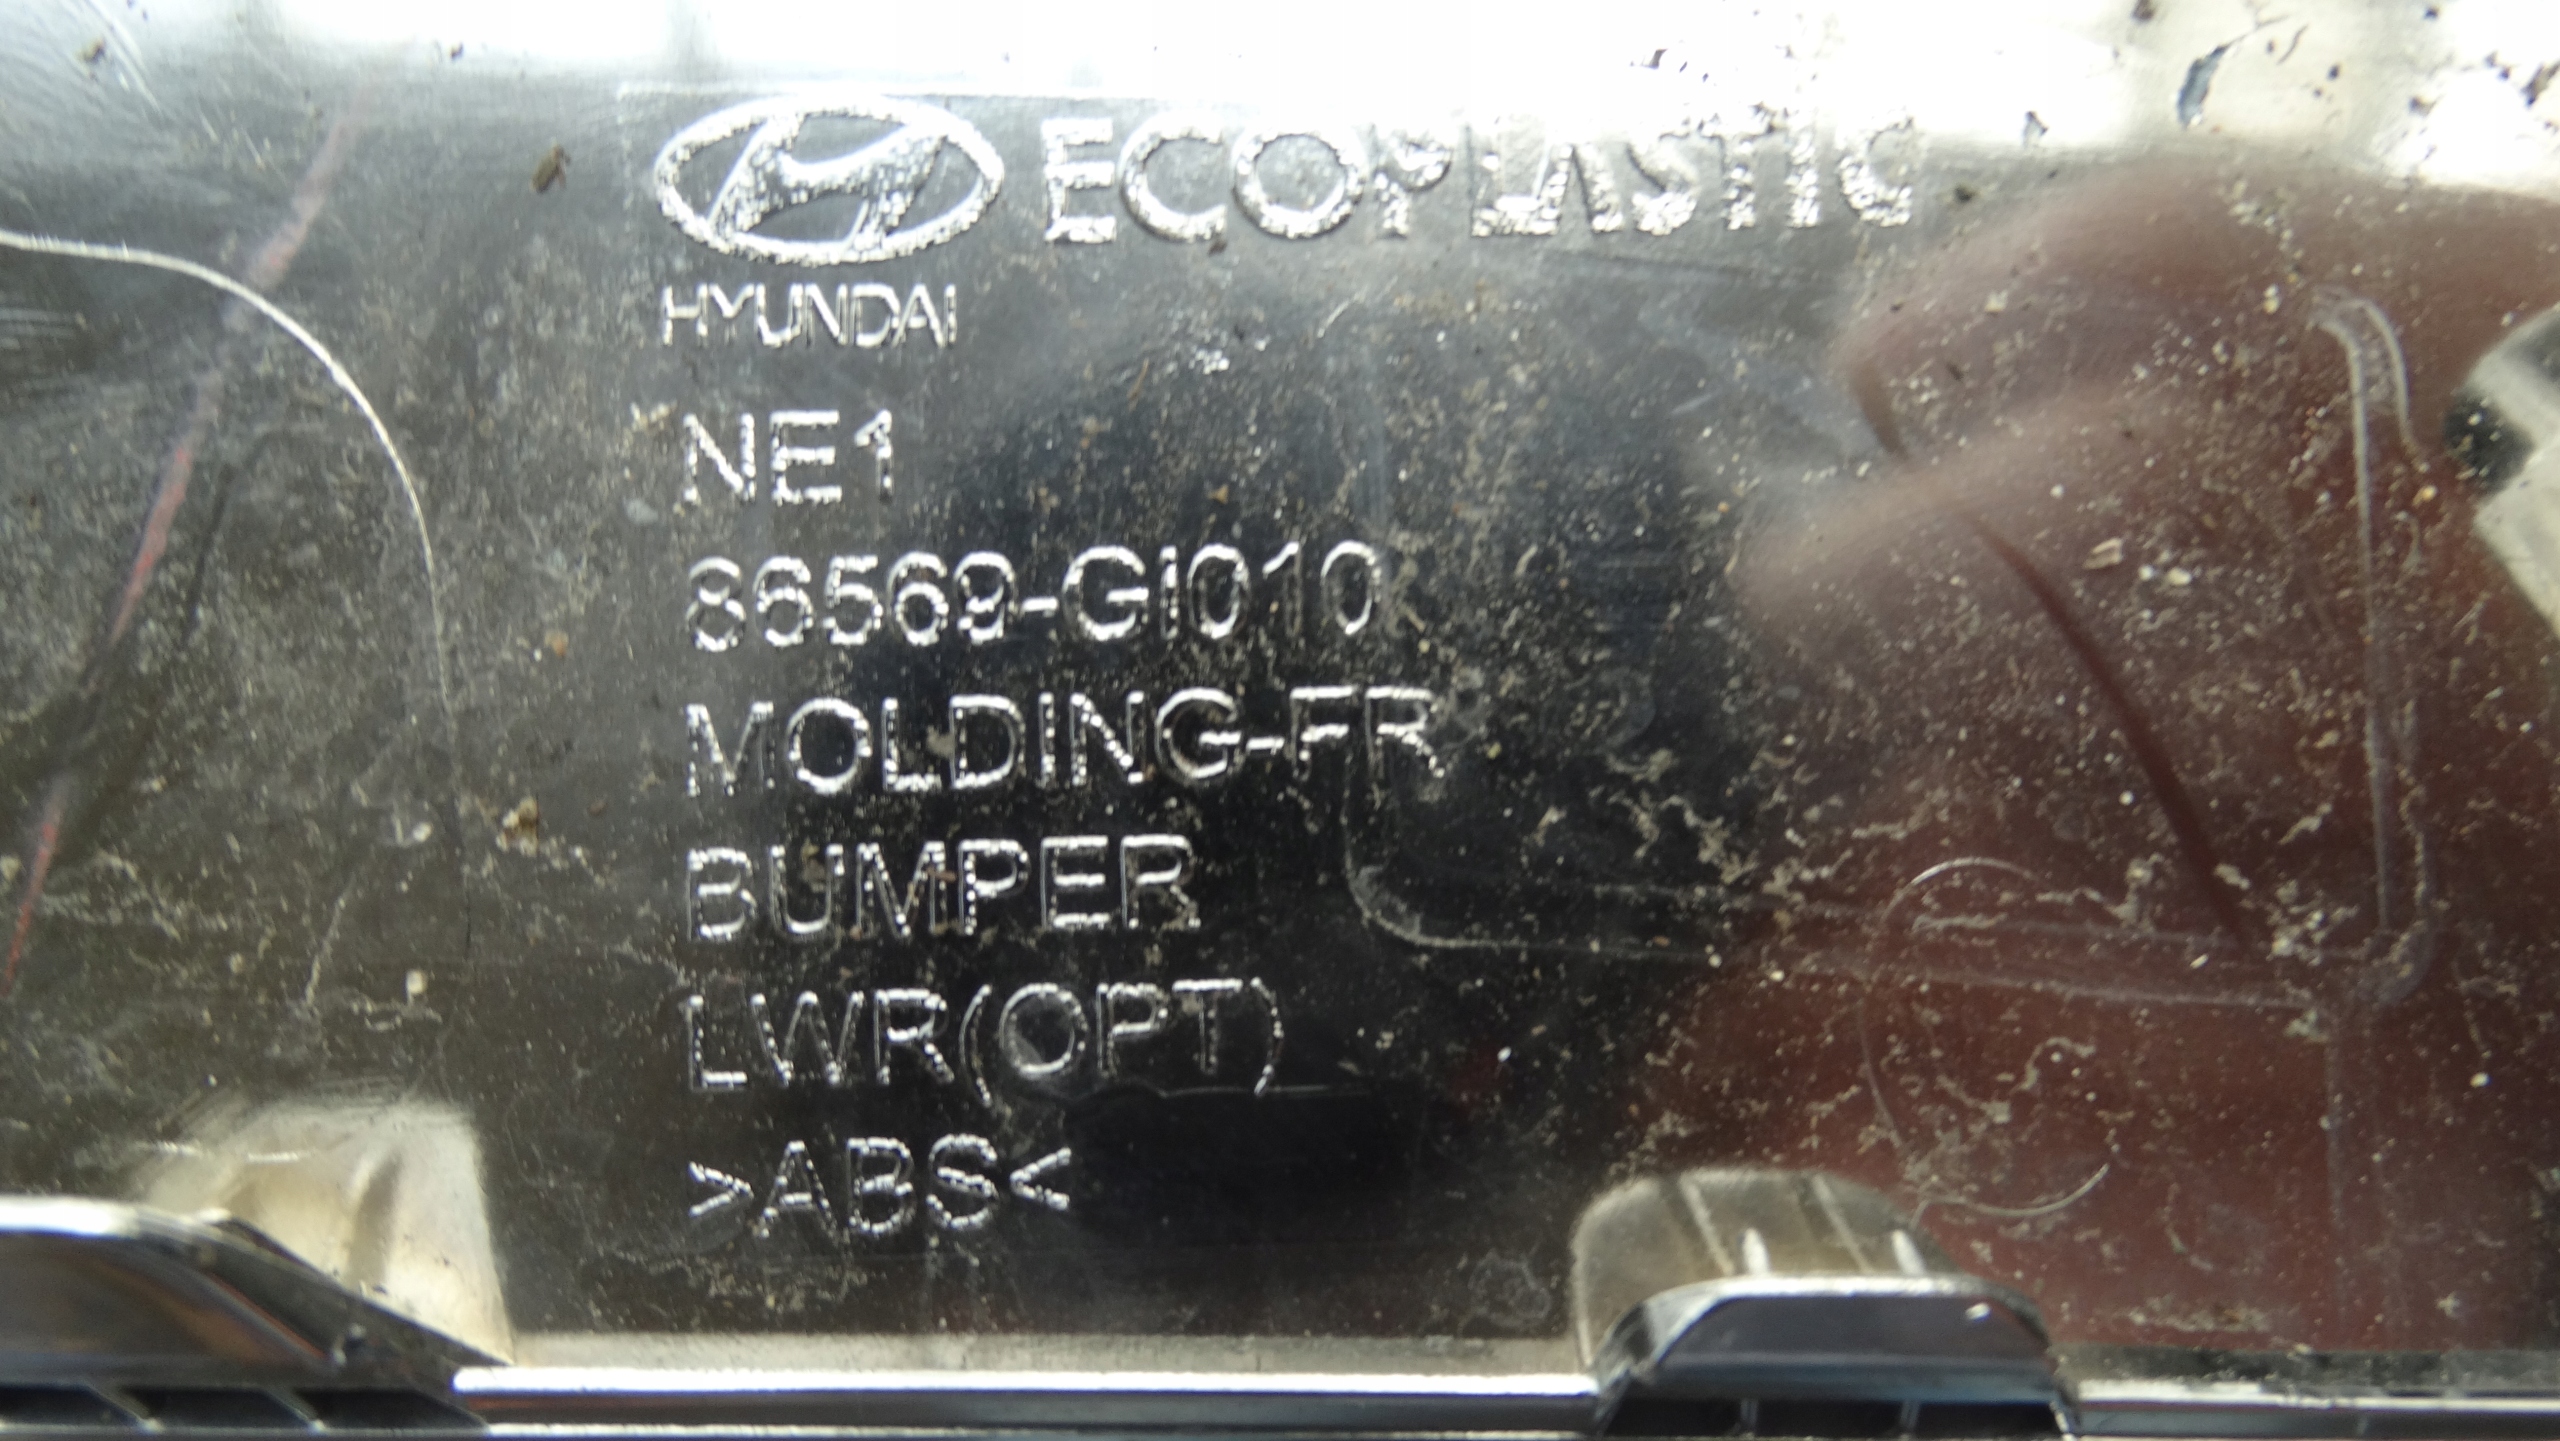 ECOPLASTIC
HYUNDAI
NE1
86569-GI010
MOLDING-FR
BUMPER
LWR(OPT)
>ABS<